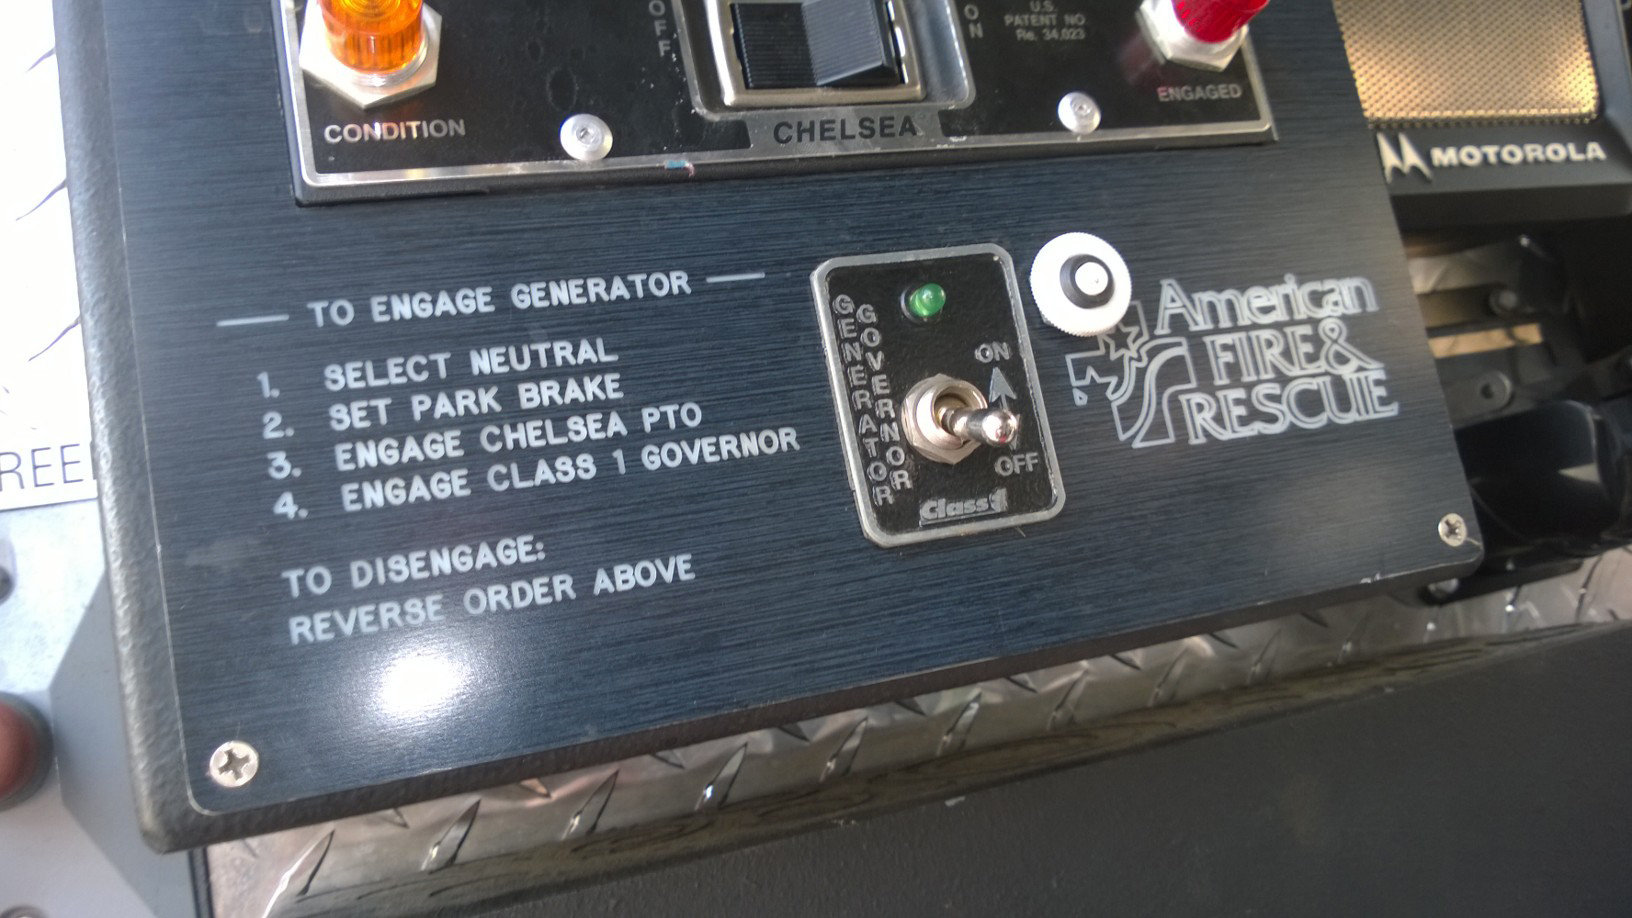 OFF
ON
U.S.
PATENT NO.
Re. 34,023
CONDITION
CHELSEA
ENGAGED
MOTOROLA
TO ENGAGE GENERATOR
1. SELECT NEUTRAL
2. SET PARK BRAKE
3. ENGAGE CHELSEA PTO
4. ENGAGE CLASS 1 GOVERNOR
TO DISENGAGE:
REVERSE ORDER ABOVE
GENERATOR
GOVERNOR
ON
OFF
Class 1
American
FIRE &
RESCUE
REE